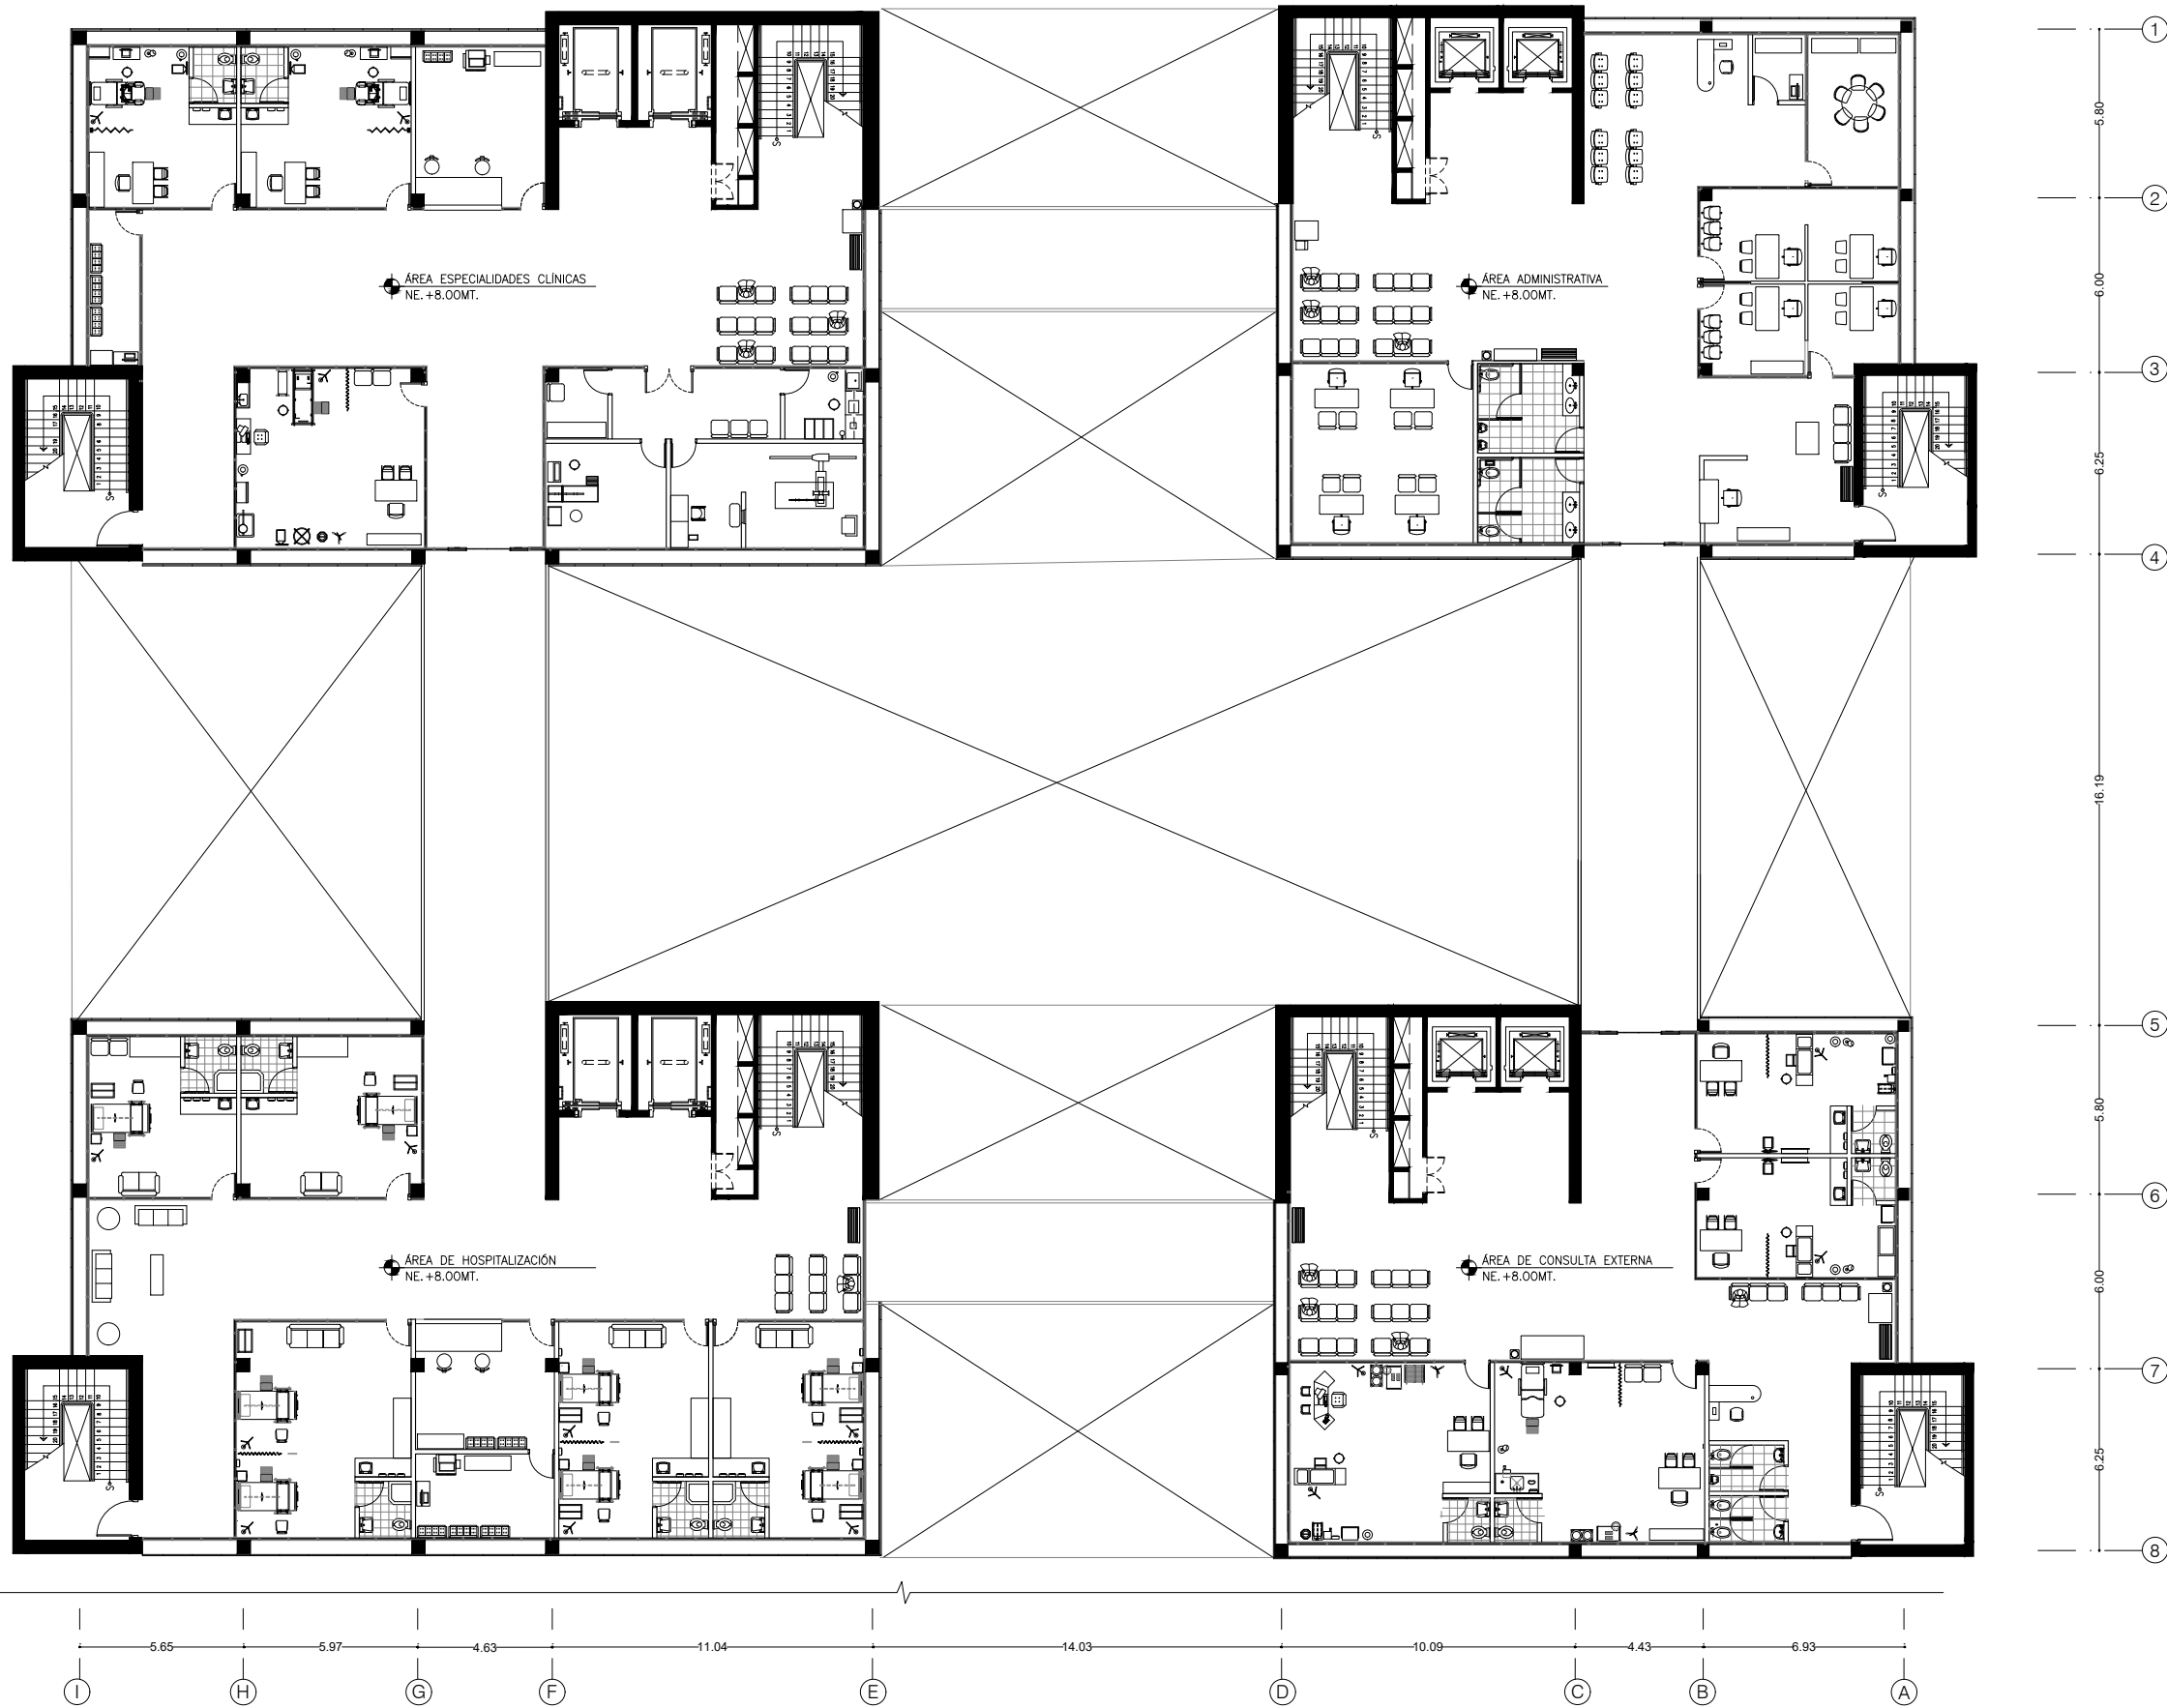 1
5.80
2
ÁREA ESPECIALIDADES CLÍNICAS
NE. +8.00MT.
ÁREA ADMINISTRATIVA
NE. +8.00MT.
6.00
3
6.25
4
16.19
5
5.80
6
ÁREA DE HOSPITALIZACIÓN
NE. +8.00MT.
ÁREA DE CONSULTA EXTERNA
NE. +8.00MT.
6.00
7
6.25
8
5.65 5.97 4.63 11.04 14.03 10.09 4.43 6.93
I H G F E D C B A